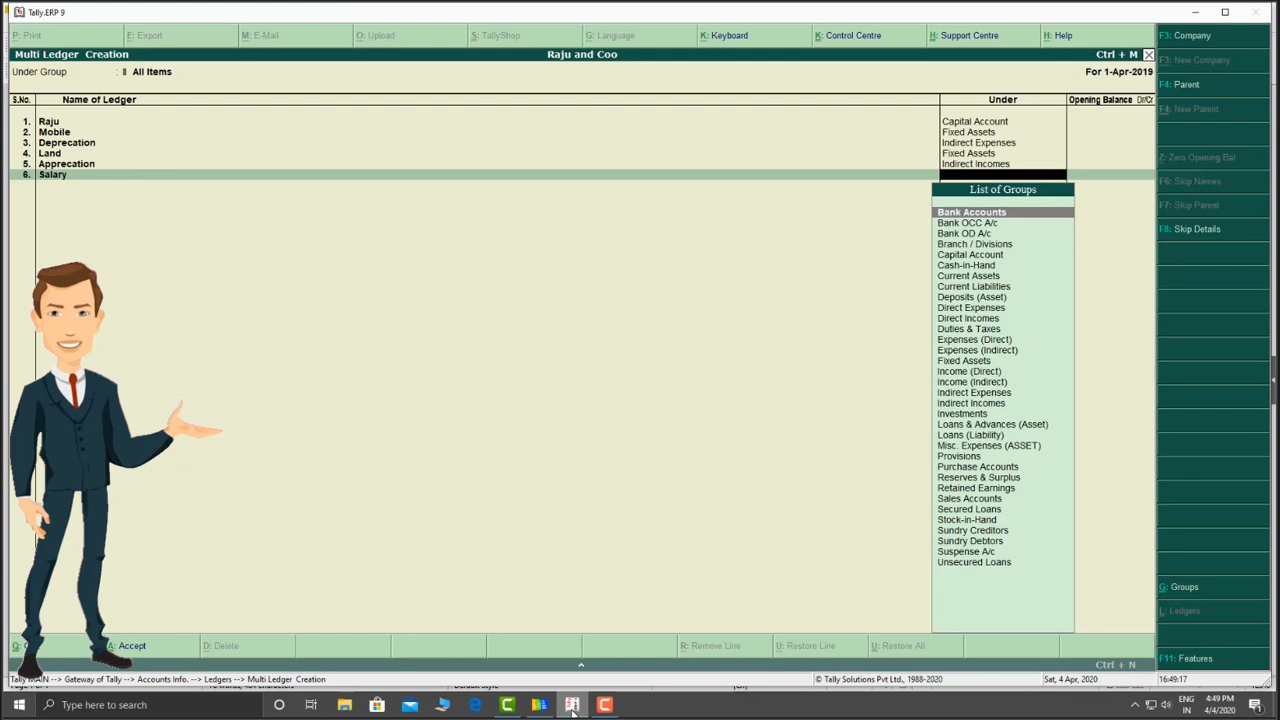 Tally.ERP 9
P: Print E: Export M: E-Mail O: Upload S: TallyShop G: Language K: Keyboard K: Control Centre H: Support Centre H: Help
F3: Company
Multi Ledger Creation Raju and Coo Ctrl + M
F3: New Company
Under Group : All Items For 1-Apr-2019
F4: Parent
S.No. Name of Ledger Under Opening Balance Dr/Cr
F4: New Parent
1. Raju Capital Account
2. Mobile Fixed Assets
3. Deprecation Indirect Expenses
4. Land Fixed Assets
Z: Zero Opening Bal
5. Apprecation Indirect Incomes
6. Salary
F6: Skip Names
List of Groups
F7: Skip Parent
Bank Accounts
Bank OCC A/c
F8: Skip Details
Bank OD A/c
Branch / Divisions
Capital Account
Cash-in-Hand
Current Assets
Current Liabilities
Deposits (Asset)
Direct Expenses
Direct Incomes
Duties & Taxes
Expenses (Direct)
Expenses (Indirect)
Fixed Assets
Income (Direct)
Income (Indirect)
Indirect Expenses
Indirect Incomes
Investments
Loans & Advances (Asset)
Loans (Liability)
Misc. Expenses (ASSET)
Provisions
Purchase Accounts
Reserves & Surplus
Retained Earnings
Sales Accounts
Secured Loans
Stock-in-Hand
Sundry Creditors
Sundry Debtors
Suspense A/c
Unsecured Loans
G: Groups
L: Ledgers
A: Accept D: Delete R: Remove Line U: Restore Line U: Restore All
F11: Features
Ctrl + N
Tally MAIN --> Gateway of Tally --> Accounts Info. --> Ledgers --> Multi Ledger Creation © Tally Solutions Pvt Ltd., 1988-2020 Sat, 4 Apr, 2020 16:49:17
Type here to search
ENG 4:49 PM
IN 4/4/2020